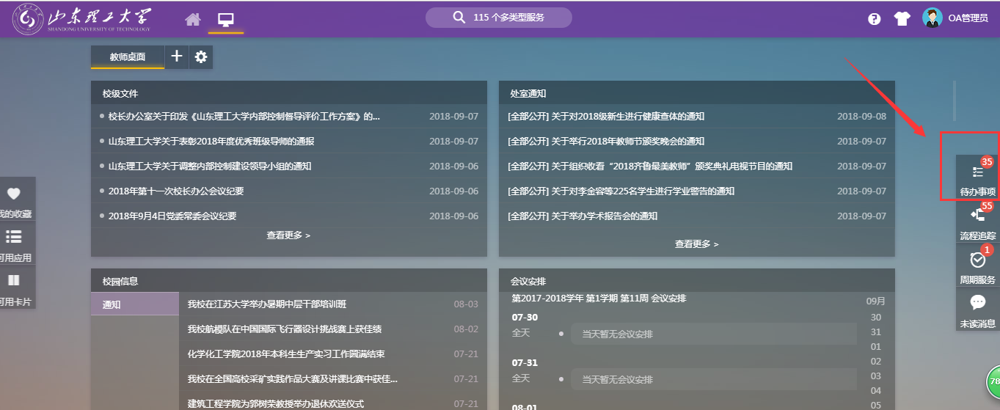 山东理工大学
SHANDONG UNIVERSITY OF TECHNOLOGY
115 个多类型服务
OA管理员
教师桌面
校级文件
校长办公室关于印发《山东理工大学内部控制督导评价工作方案》的... 2018-09-07
山东理工大学关于表彰2018年度优秀班级导师的通报 2018-09-07
山东理工大学关于调整内部控制建设领导小组的通知 2018-09-06
2018年第十一次校长办公会议纪要 2018-09-06
2018年9月4日党委常委会议纪要 2018-09-06
查看更多 >
处室通知
[全部公开] 关于对2018级新生进行健康查体的通知 2018-09-08
[全部公开] 关于举行2018年教师节颁奖晚会的通知 2018-09-07
[全部公开] 关于组织收看“2018齐鲁最美教师”颁奖典礼电视节目的通知 2018-09-07
[全部公开] 关于对李金容等225名学生进行学业警告的通知 2018-09-07
[全部公开] 关于举办学术报告会的通知 2018-09-07
查看更多 >
我的收藏
可用应用
可用卡片
校园信息
通知
我校在江苏大学举办暑期中层干部培训班 08-03
我校航模队在中国国际飞行器设计挑战赛上获佳绩 08-02
化学化工学院2018年本科生生产实习工作圆满结束 07-21
我校在全国高校采矿实践作品大赛及讲课比赛中获佳... 07-21
建筑工程学院为郭树荣教授举办退休欢送仪式 07-21
会议安排
第2017-2018学年 第1学期 第11周 会议安排
07-30
全天 当天暂无会议安排
07-31
全天 当天暂无会议安排
08-01
09月
30
31
01
02
03
04
05
35
待办事项
55
流程追踪
1
周期服务
未读消息
78